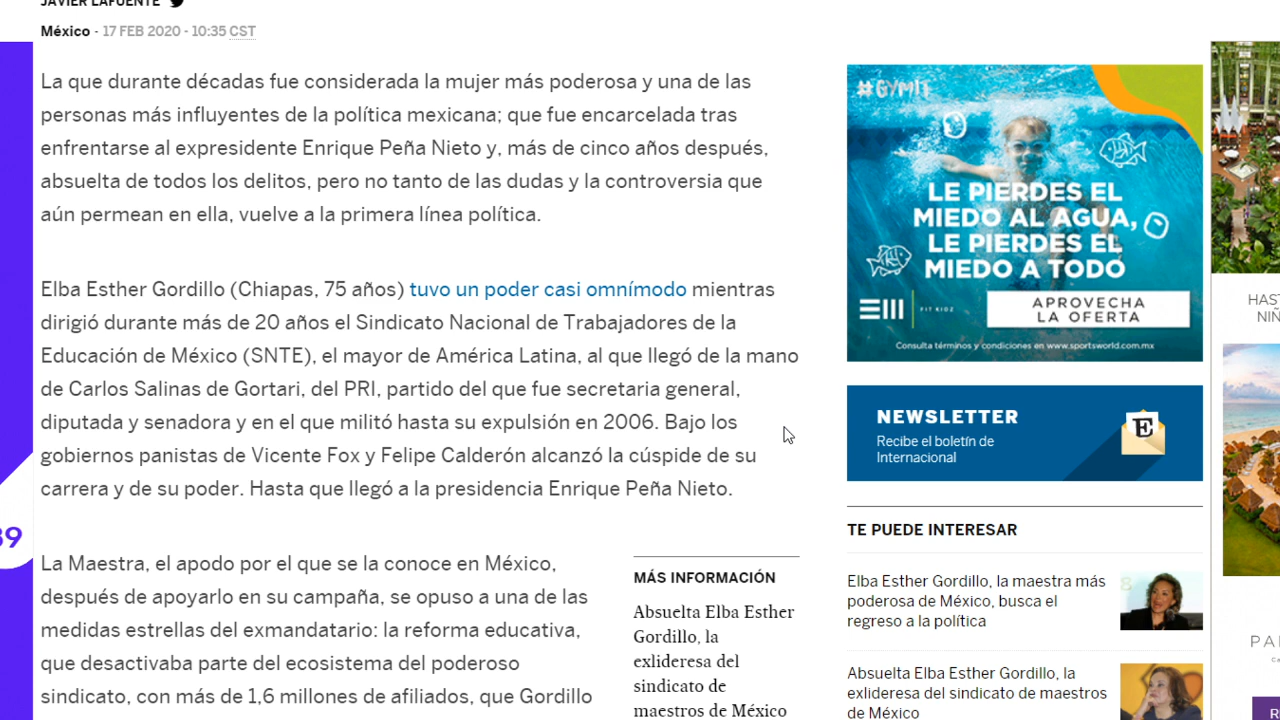 JAVIER LAFUENTE
México - 17 FEB 2020 - 10:35 CST
La que durante décadas fue considerada la mujer más poderosa y una de las
personas más influyentes de la política mexicana; que fue encarcelada tras
enfrentarse al expresidente Enrique Peña Nieto y, más de cinco años después,
absuelta de todos los delitos, pero no tanto de las dudas y la controversia que
aún permean en ella, vuelve a la primera línea política.
Elba Esther Gordillo (Chiapas, 75 años) tuvo un poder casi omnímodo mientras
dirigió durante más de 20 años el Sindicato Nacional de Trabajadores de la
Educación de México (SNTE), el mayor de América Latina, al que llegó de la mano
de Carlos Salinas de Gortari, del PRI, partido del que fue secretaria general,
diputada y senadora y en el que militó hasta su expulsión en 2006. Bajo los
gobiernos panistas de Vicente Fox y Felipe Calderón alcanzó la cúspide de su
carrera y de su poder. Hasta que llegó a la presidencia Enrique Peña Nieto.
La Maestra, el apodo por el que se la conoce en México,
después de apoyarlo en su campaña, se opuso a una de las
medidas estrellas del exmandatario: la reforma educativa,
que desactivaba parte del ecosistema del poderoso
sindicato, con más de 1,6 millones de afiliados, que Gordillo
MÁS INFORMACIÓN
Absuelta Elba Esther
Gordillo, la
exlideresa del
sindicato de
maestros de México
#GYMIT
LE PIERDES EL
MIEDO AL AGUA,
LE PIERDES EL
MIEDO A TODO
FIT KIDZ
APROVECHA
LA OFERTA
Consulta términos y condiciones en www.sportsworld.com.mx
NEWSLETTER
Recibe el boletín de
Internacional
E
TE PUEDE INTERESAR
Elba Esther Gordillo, la maestra más
poderosa de México, busca el
regreso a la política
Absuelta Elba Esther Gordillo, la
exlideresa del sindicato de maestros
de México
39
HAST
NIÑ
PA
R